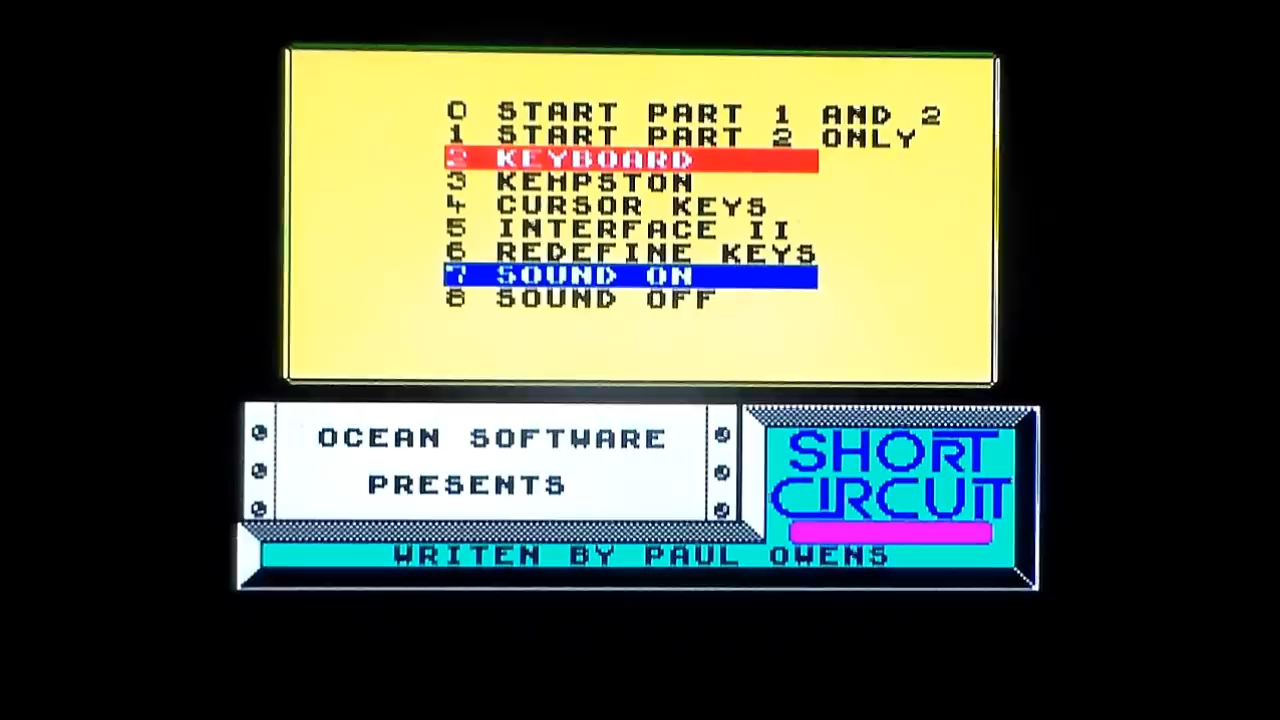 0 START PART 1 AND 2
1 START PART 2 ONLY
2 KEYBOARD
3 KEMPSTON
4 CURSOR KEYS
5 INTERFACE II
6 REDEFINE KEYS
7 SOUND ON
8 SOUND OFF
OCEAN SOFTWARE
PRESENTS
SHORT
CIRCUIT
WRITEN BY PAUL OWENS